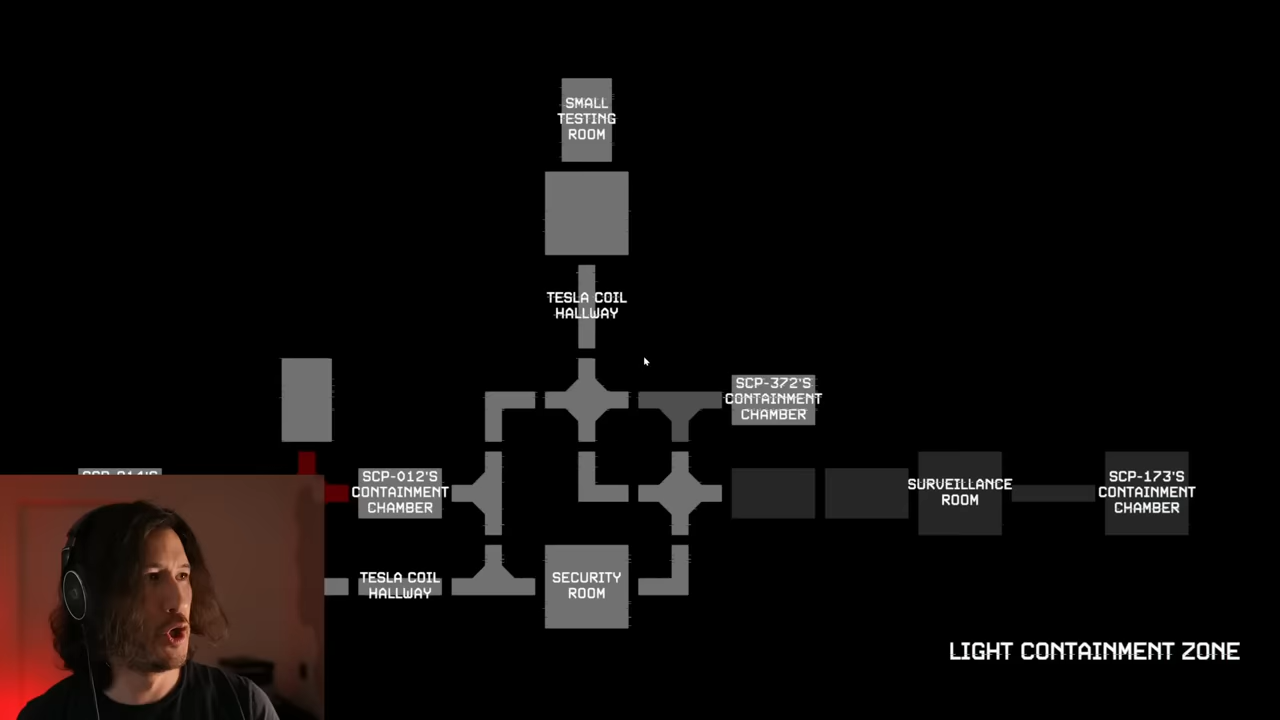 SMALL
TESTING
ROOM
TESLA COIL
HALLWAY
SCP-372'S
CONTAINMENT
CHAMBER
SCP-012'S
CONTAINMENT
CHAMBER
SURVEILLANCE
ROOM
SCP-173'S
CONTAINMENT
CHAMBER
TESLA COIL
HALLWAY
SECURITY
ROOM
LIGHT CONTAINMENT ZONE